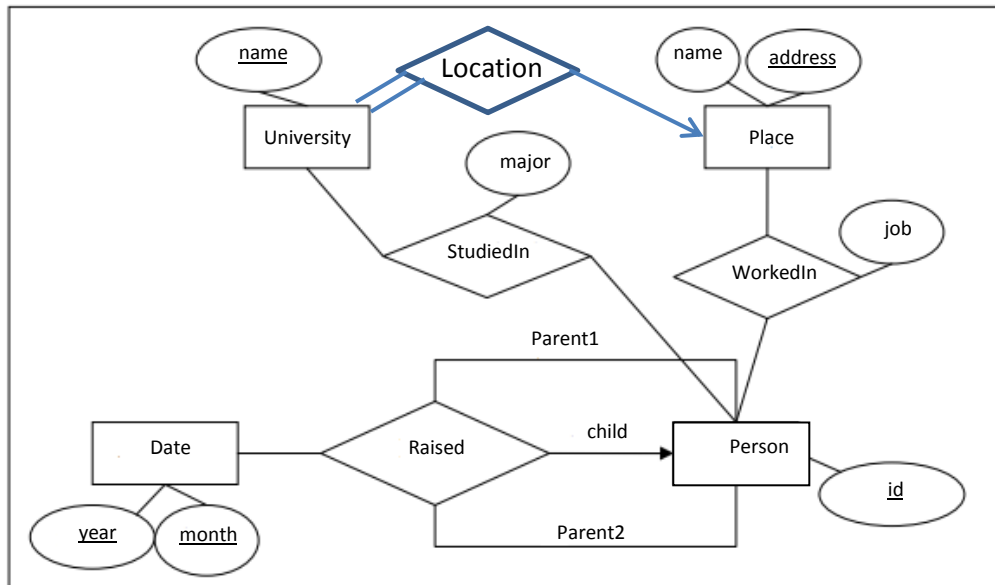 name
Location
name
address
University
Place
major
job
StudiedIn
WorkedIn
Parent1
child
Date
Raised
Person
id
year
month
Parent2